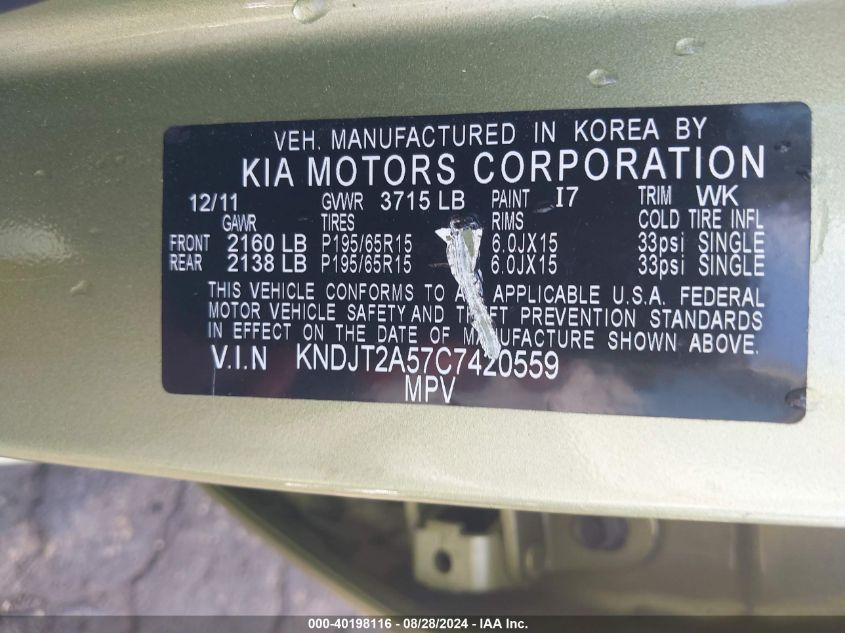 VEH. MANUFACTURED IN KOREA BY
KIA MOTORS CORPORATION
12/11 GVWR 3715 LB PAINT I7 TRIM WK
GAWR TIRES RIMS COLD TIRE INFL
FRONT 2160 LB P195/65R15 6.0JX15 33psi SINGLE
REAR 2138 LB P195/65R15 6.0JX15 33psi SINGLE
THIS VEHICLE CONFORMS TO APPLICABLE U.S.A. FEDERAL
MOTOR VEHICLE SAFETY AND THEFT PREVENTION STANDARDS
IN EFFECT ON THE DATE OF MANUFACTURE SHOWN ABOVE.
V.I.N KNDJT2A57C7420559
MPV
000-40198116 - 08/28/2024 - IAA Inc.